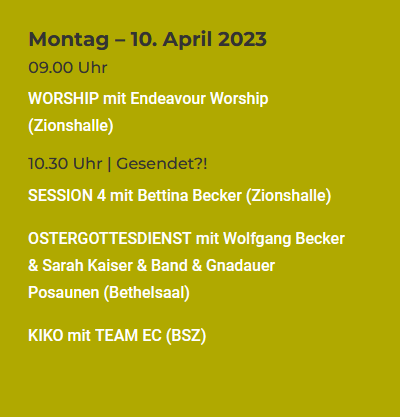 Montag – 10. April 2023
09.00 Uhr
WORSHIP mit Endeavour Worship
(Zionshalle)
10.30 Uhr | Gesendet?!
SESSION 4 mit Bettina Becker (Zionshalle)
OSTERGOTTESDIENST mit Wolfgang Becker
& Sarah Kaiser & Band & Gnadauer
Posaunen (Bethelsaal)
KIKO mit TEAM EC (BSZ)